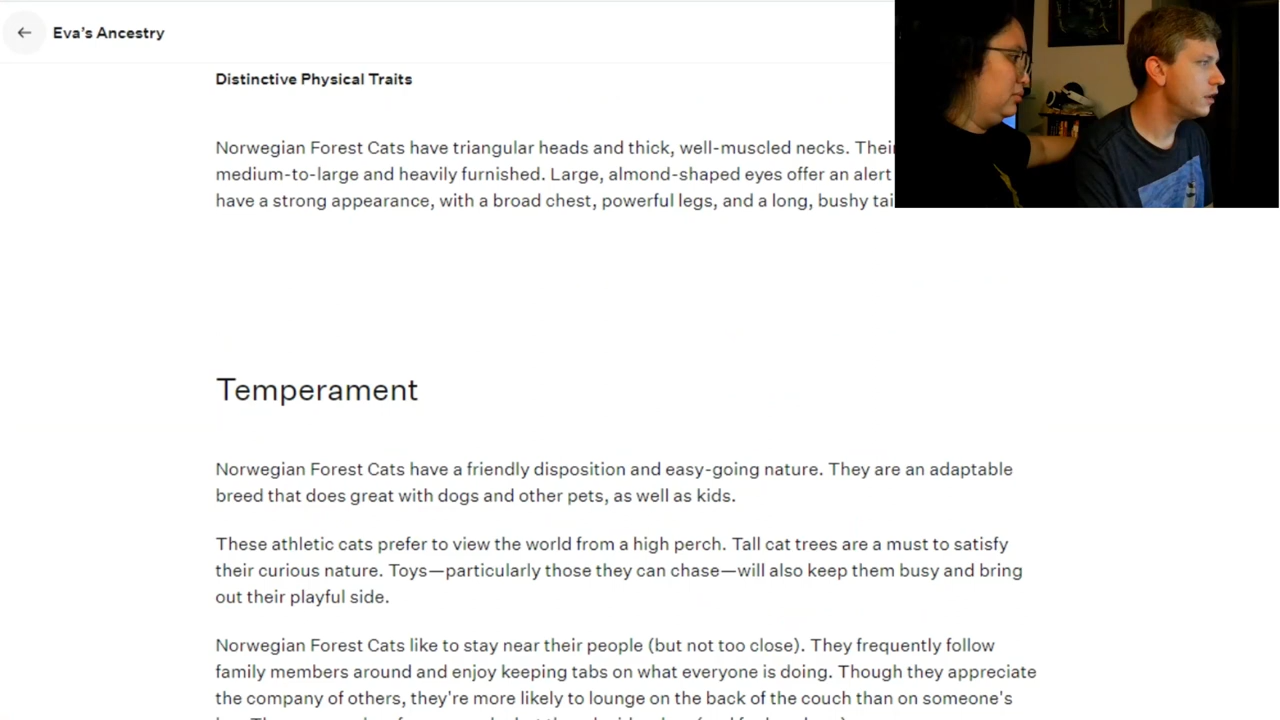 Eva's Ancestry
Distinctive Physical Traits
Norwegian Forest Cats have triangular heads and thick, well-muscled necks. Their
medium-to-large and heavily furnished. Large, almond-shaped eyes offer an alert
have a strong appearance, with a broad chest, powerful legs, and a long, bushy tai
Temperament
Norwegian Forest Cats have a friendly disposition and easy-going nature. They are an adaptable
breed that does great with dogs and other pets, as well as kids.
These athletic cats prefer to view the world from a high perch. Tall cat trees are a must to satisfy
their curious nature. Toys—particularly those they can chase—will also keep them busy and bring
out their playful side.
Norwegian Forest Cats like to stay near their people (but not too close). They frequently follow
family members around and enjoy keeping tabs on what everyone is doing. Though they appreciate
the company of others, they're more likely to lounge on the back of the couch than on someone's